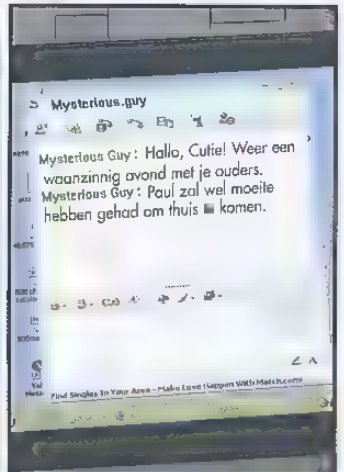 Mysterious.guy
Mysterious Guy : Hallo, Cutie! Weer een
waanzinnig avond met je ouders.
Mysterious Guy : Paul zal wel moeite
hebben gehad om thuis komen.
Find Singles In Your Area - Make Love Happen With Match.com!